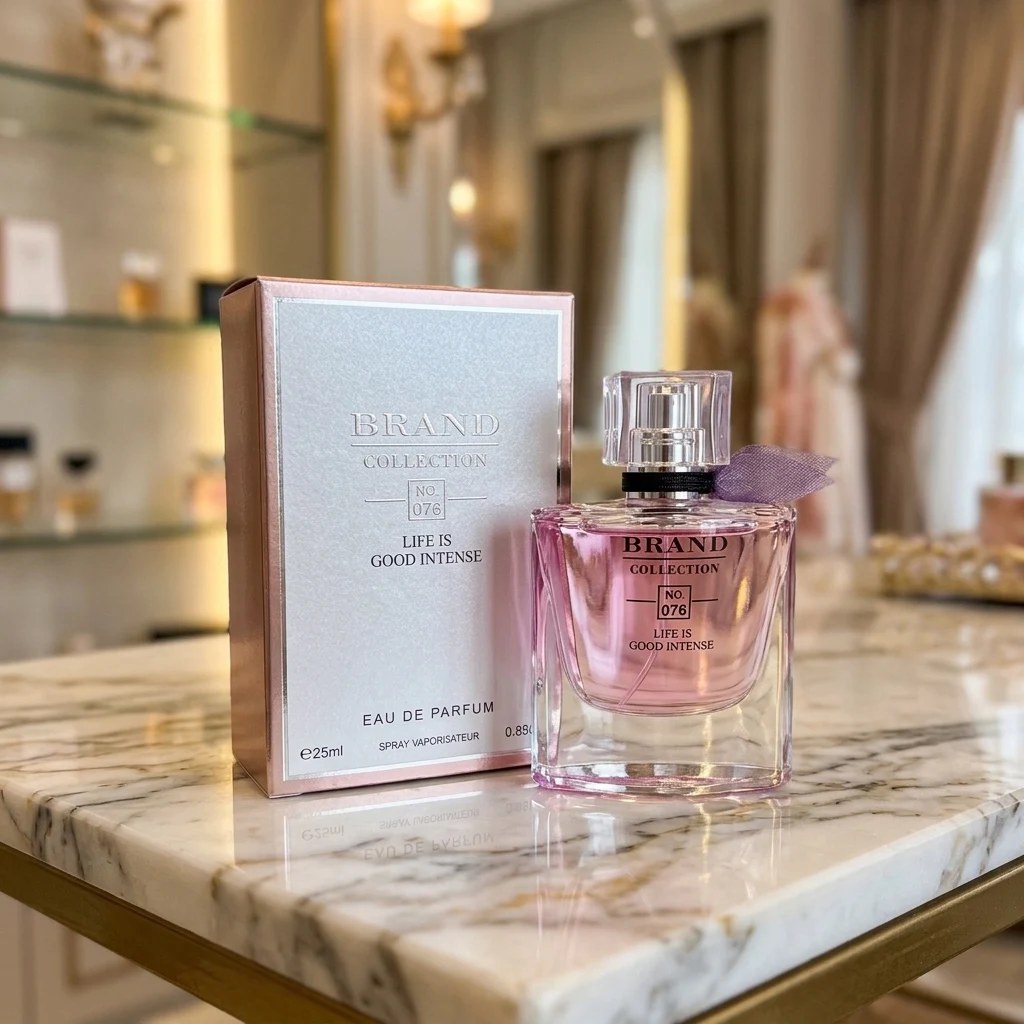 BRAND
COLLECTION
NO.
076
LIFE IS
GOOD INTENSE
EAU DE PARFUM
℮25ml
SPRAY VAPORISATEUR
BRAND
COLLECTION
NO.
076
LIFE IS
GOOD INTENSE